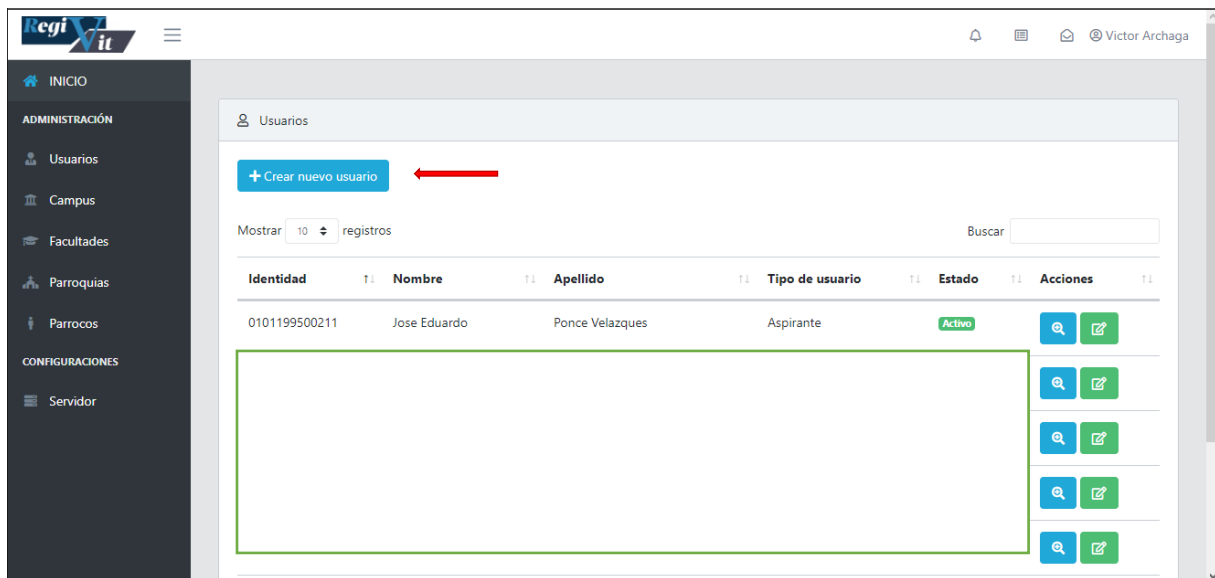 Regi
Vit
Victor Archaga
INICIO
ADMINISTRACIÓN
Usuarios
Campus
Facultades
Parroquias
Parrocos
CONFIGURACIONES
Servidor
Usuarios
Crear nuevo usuario
Mostrar 10 registros
Buscar
Identidad Nombre Apellido Tipo de usuario Estado Acciones
0101199500211 Jose Eduardo Ponce Velazques Aspirante Activo